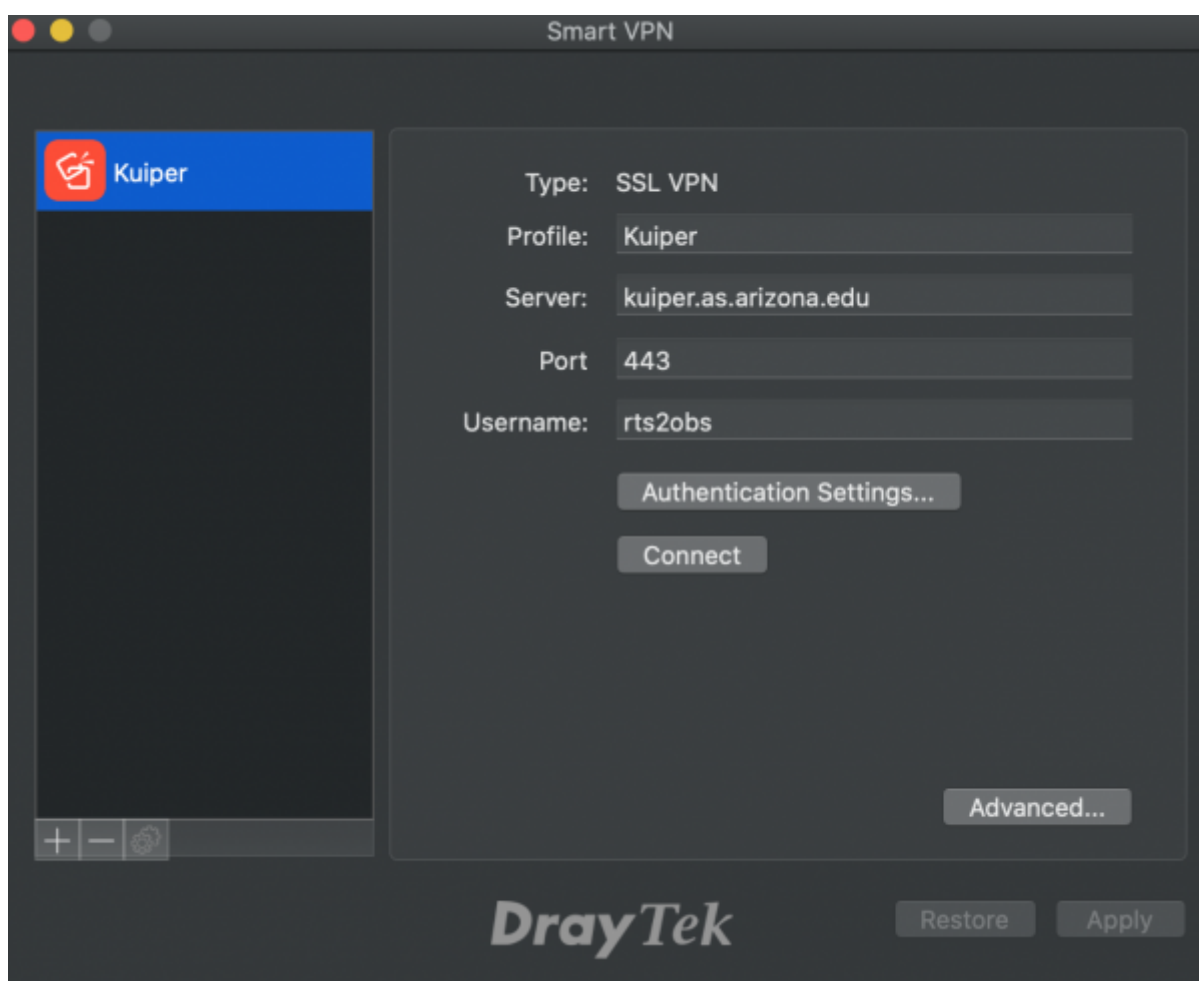 Smart VPN
Kuiper
Type: SSL VPN
Profile: Kuiper
Server: kuiper.as.arizona.edu
Port 443
Username: rts2obs
Authentication Settings...
Connect
Advanced...
DrayTek
Restore Apply